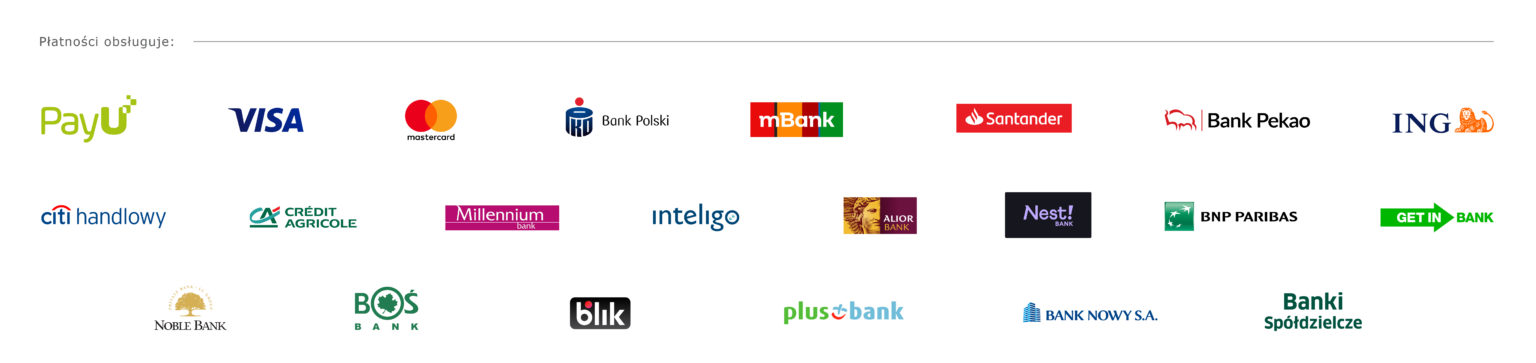 Płatności obsługuje:
PayU
VISA
mastercard
PKO Bank Polski
mBank
Santander
Bank Pekao
ING
citi handlowy
CRÉDIT
AGRICOLE
Millennium
bank
inteligo
ALIOR
BANK
Nest!
BANK
BNP PARIBAS
GET IN BANK
NOBLE BANK
BOŚ
BANK
blik
plus bank
BANK NOWY S.A.
Banki
Spółdzielcze